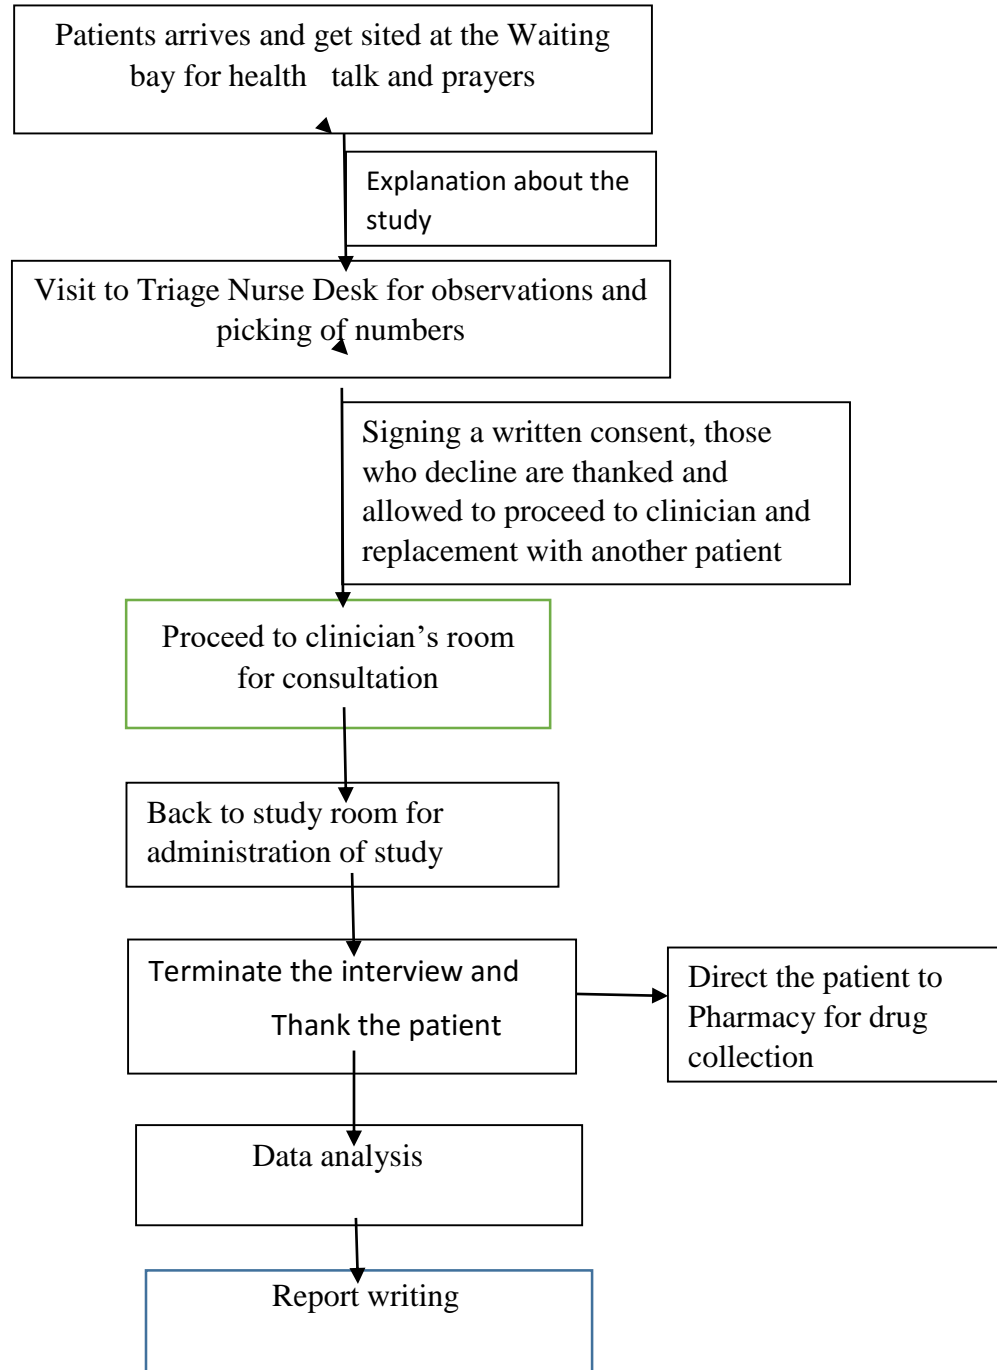 Patients arrives and get sited at the Waiting
bay for health talk and prayers
Explanation about the
study
Visit to Triage Nurse Desk for observations and
picking of numbers
Signing a written consent, those
who decline are thanked and
allowed to proceed to clinician and
replacement with another patient
Proceed to clinician’s room
for consultation
Back to study room for
administration of study
Terminate the interview and
Thank the patient
Direct the patient to
Pharmacy for drug
collection
Data analysis
Report writing